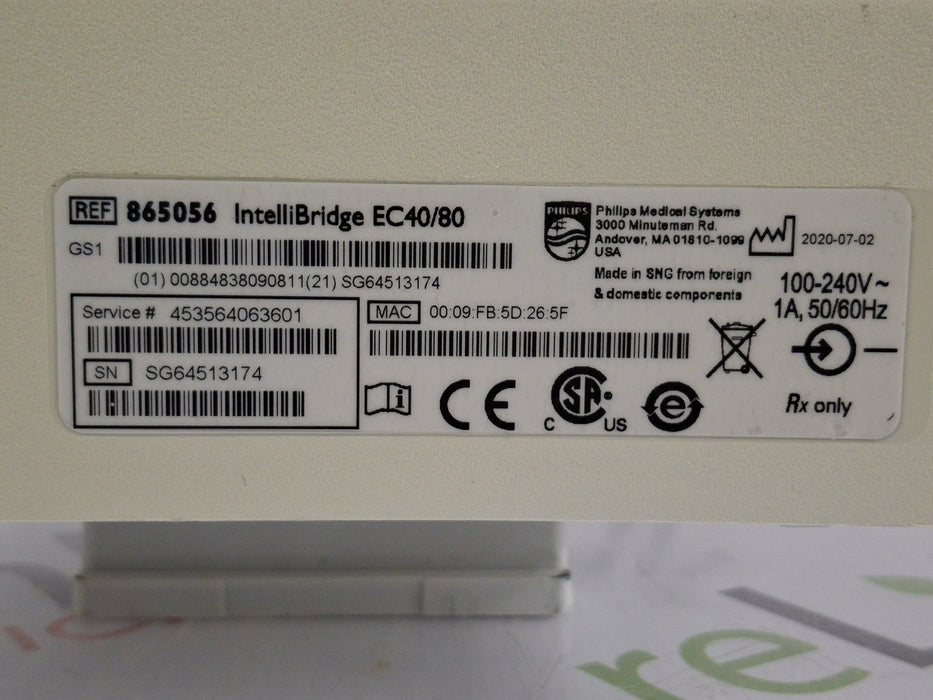 REF 865056 IntelliBridge EC40/80
GS1
(01) 00884838090811(21) SG64513174
Service # 453564063601
SN SG64513174
MAC 00:09:FB:5D:26:5F
PHILIPS
Philips Medical Systems
3000 Minuteman Rd.
Andover, MA 01810-1099
USA
2020-07-02
Made in SNG from foreign
& domestic components
100-240V~
1A, 50/60Hz
i
CE
C SA US
e
Rx only
re